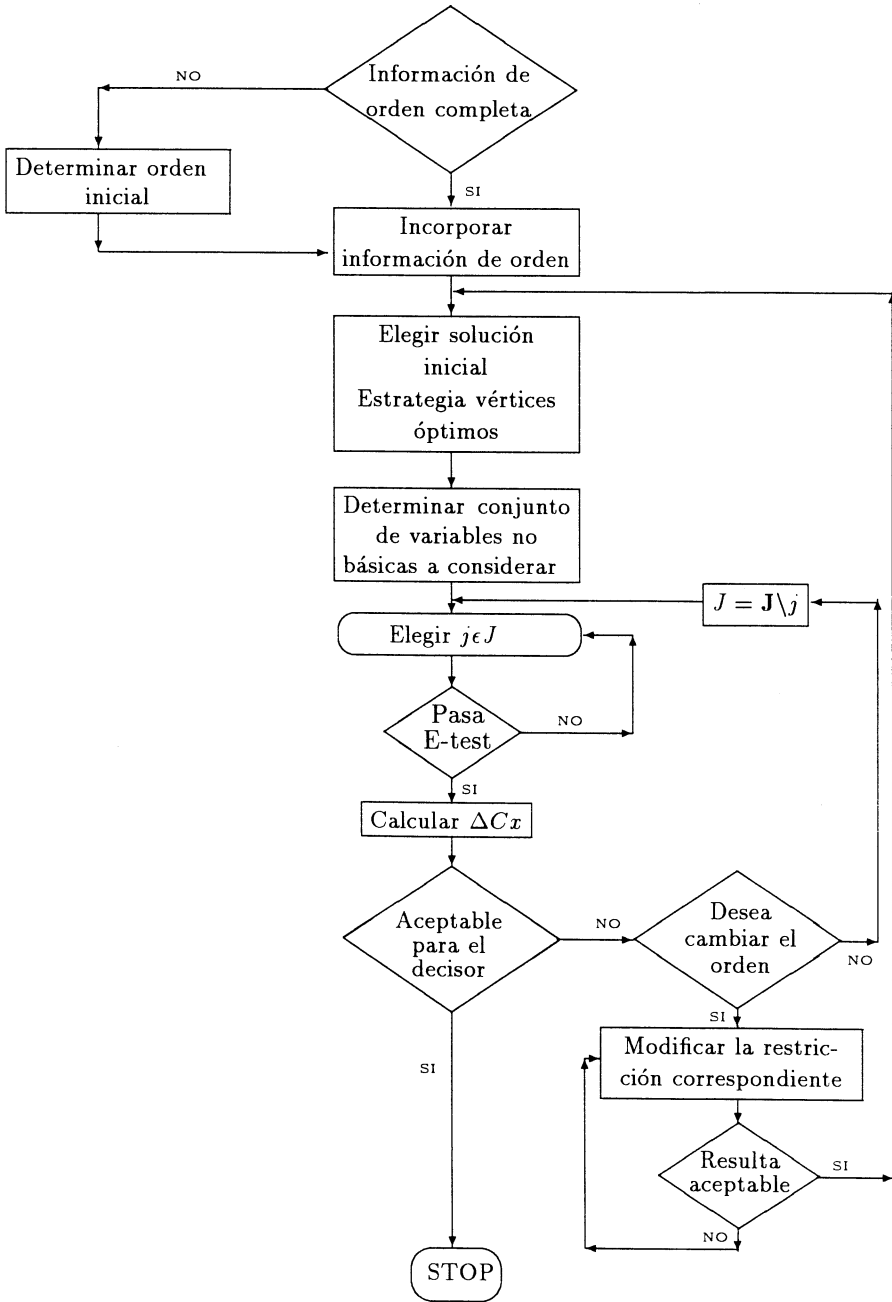 NO
Información de
orden completa
Determinar orden
inicial
SI
Incorporar
información de orden
Elegir solución
inicial
Estrategia vértices
óptimos
Determinar conjunto
de variables no
básicas a considerar
J = J\j
Elegir jϵJ
Pasa
E-test
NO
SI
Calcular ΔCx
Aceptable
para el
decisor
NO
Desea
cambiar el
orden
NO
SI
Modificar la restric-
ción correspondiente
SI
Resulta
aceptable
SI
NO
STOP